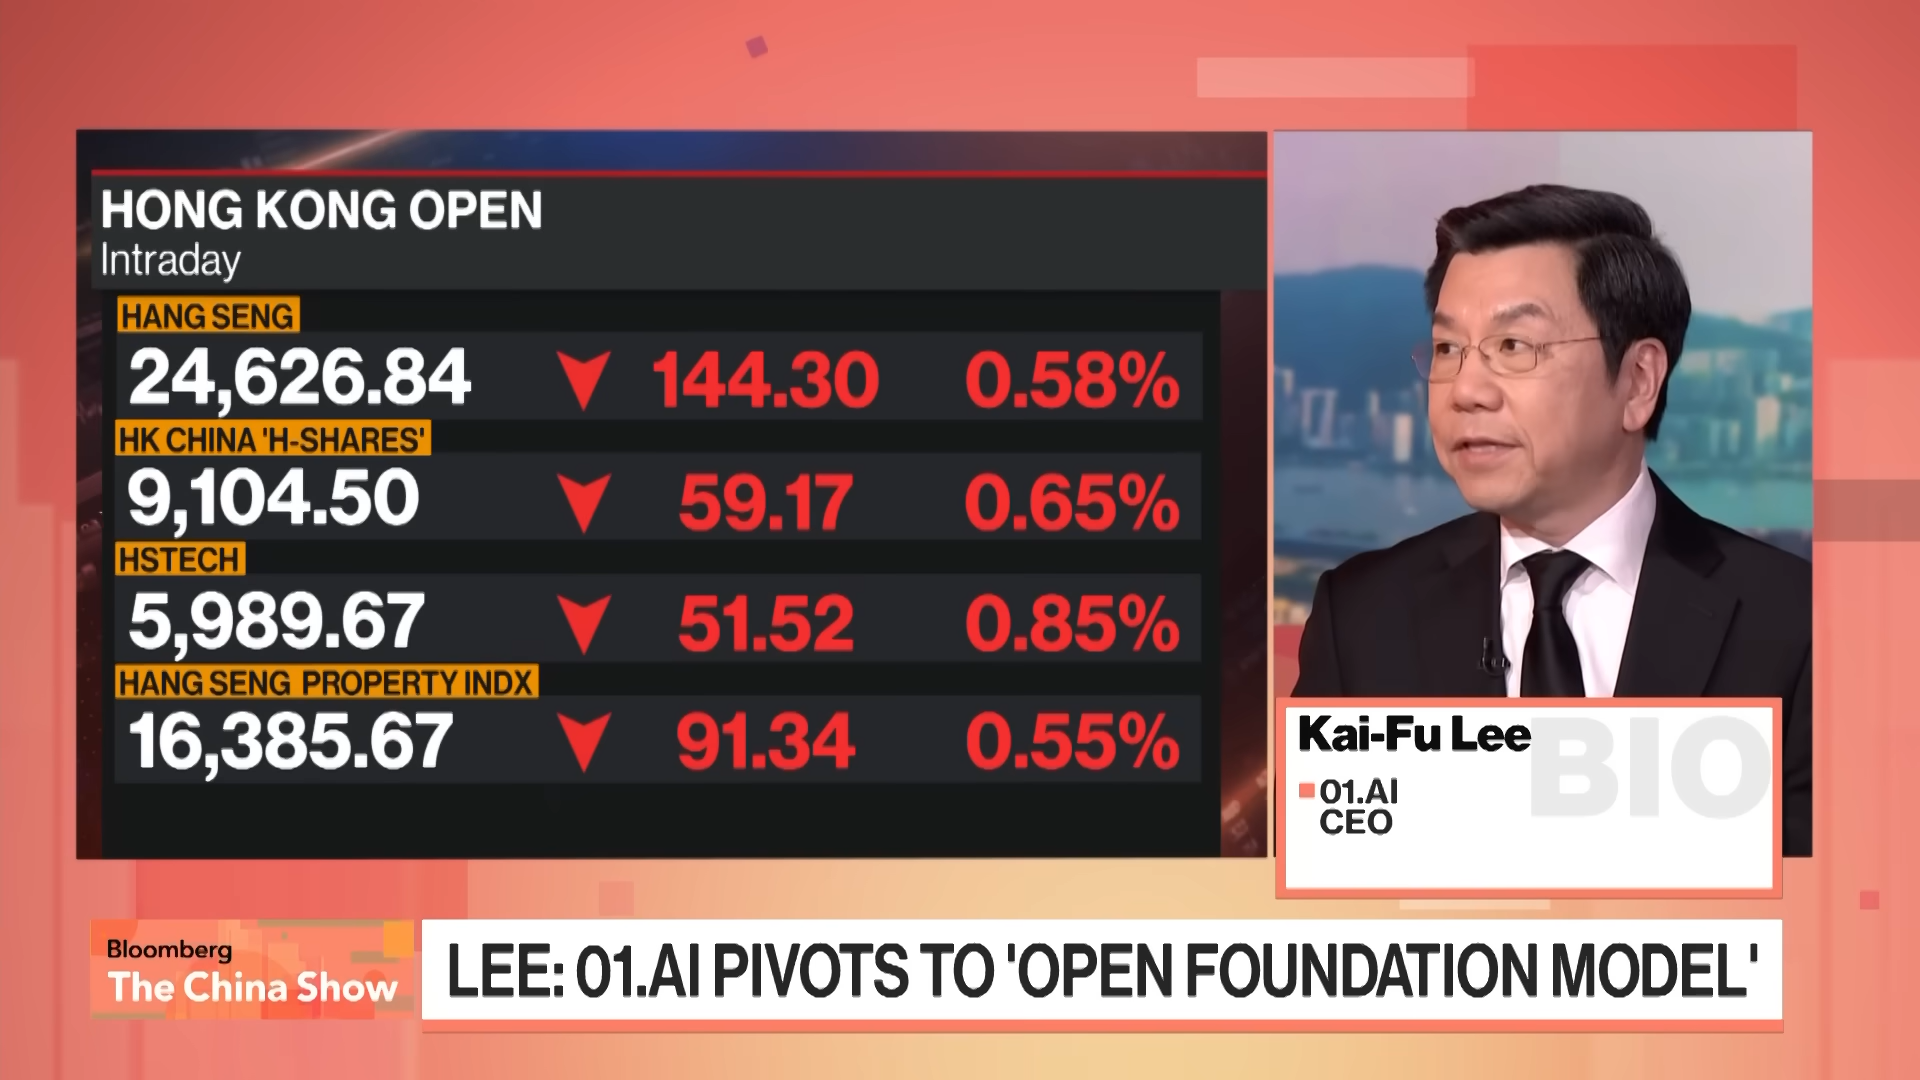 HONG KONG OPEN
Intraday
HANG SENG
24,626.84 144.30 0.58%
HK CHINA 'H-SHARES'
9,104.50 59.17 0.65%
HSTECH
5,989.67 51.52 0.85%
HANG SENG PROPERTY INDX
16,385.67 91.34 0.55%
Kai-Fu Lee
BIO
01.AI
CEO
Bloomberg
The China Show
LEE: 01.AI PIVOTS TO 'OPEN FOUNDATION MODEL'